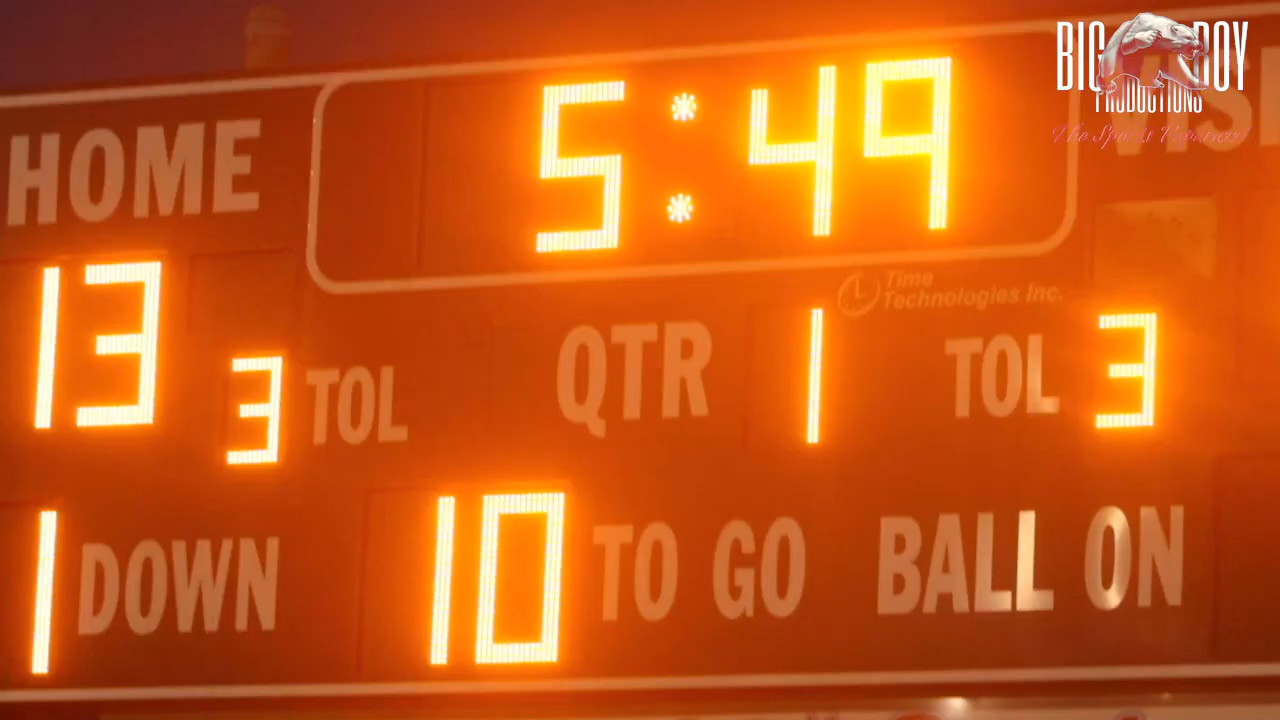 BIG BOY
PRODUCTIONS
HOME 5:49
Time
Technologies Inc.
13 3 TOL QTR 1 TOL 3
1 DOWN 10 TO GO BALL ON